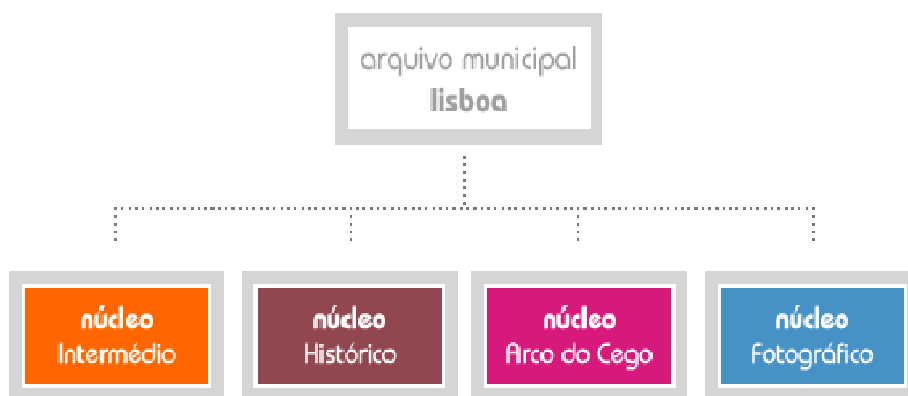 arquivo municipal
lisboa
núcleo
Intermédio
núcleo
Histórico
núcleo
Arco do Cego
núcleo
Fotográfico